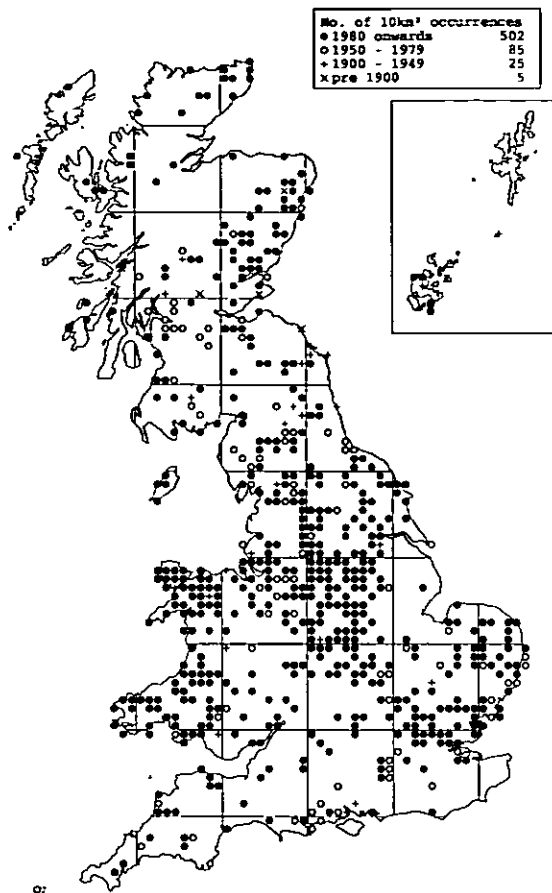 No. of 10km² occurrences
● 1980 onwards 502
○ 1950 - 1979 85
+ 1900 - 1949 25
× pre 1900 5